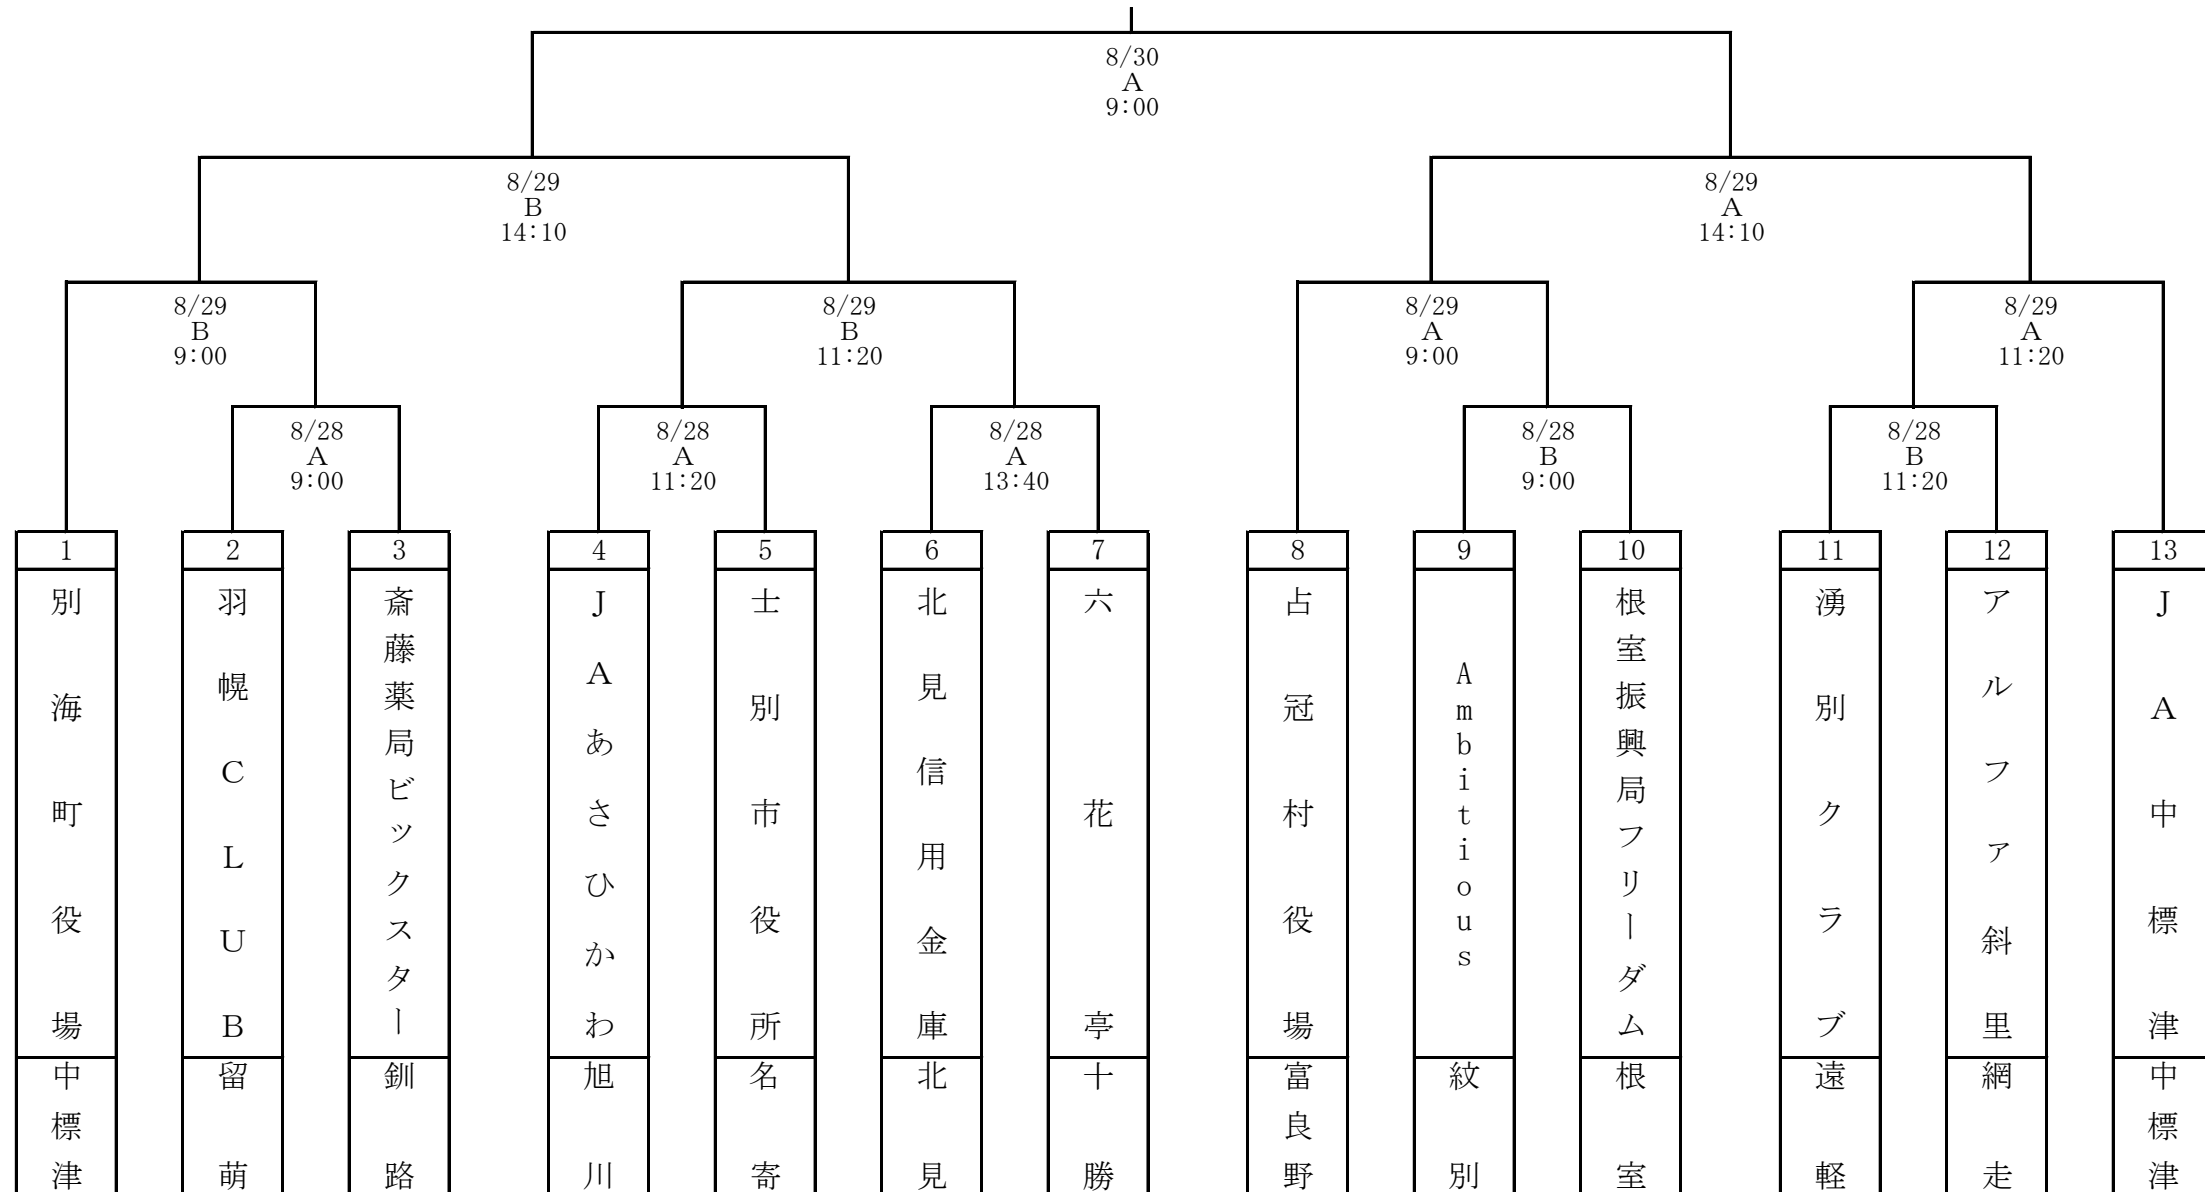 8/30
A
9:00
8/29
B
14:10
8/29
A
14:10
8/29
B
9:00
8/29
B
11:20
8/29
A
9:00
8/29
A
11:20
8/28
A
9:00
8/28
A
11:20
8/28
A
13:40
8/28
B
9:00
8/28
B
11:20
1
別海町役場
中標津
2
羽幌CLUB
留萌
3
斎藤薬局ビックスター
釧路
4
JAあさひかわ
旭川
5
士別市役所
名寄
6
北見信用金庫
北見
7
六花亭
十勝
8
占冠村役場
富良野
9
Ambitious
紋別
10
根室振興局フリーダム
根室
11
湧別クラブ
遠軽
12
アルファ斜里
網走
13
JA中標津
中標津